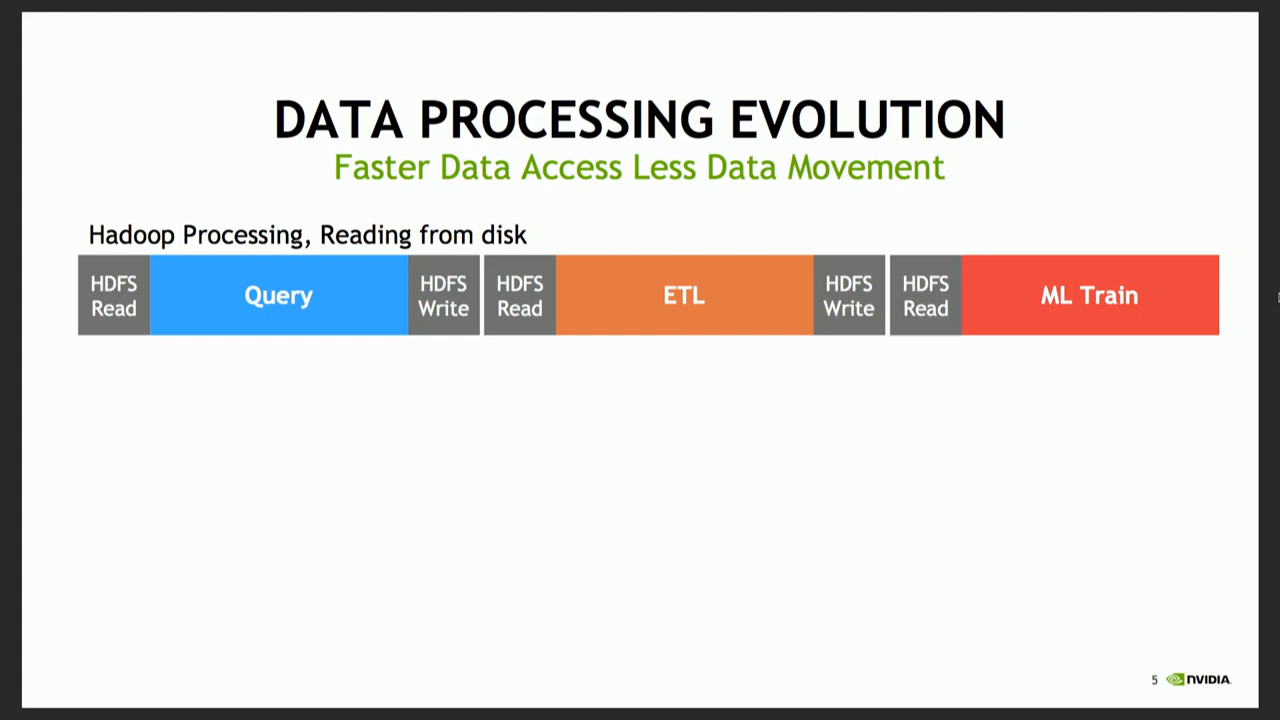 DATA PROCESSING EVOLUTION
Faster Data Access Less Data Movement
Hadoop Processing, Reading from disk
HDFS
Read
Query
HDFS
Write
HDFS
Read
ETL
HDFS
Write
HDFS
Read
ML Train
5
NVIDIA.